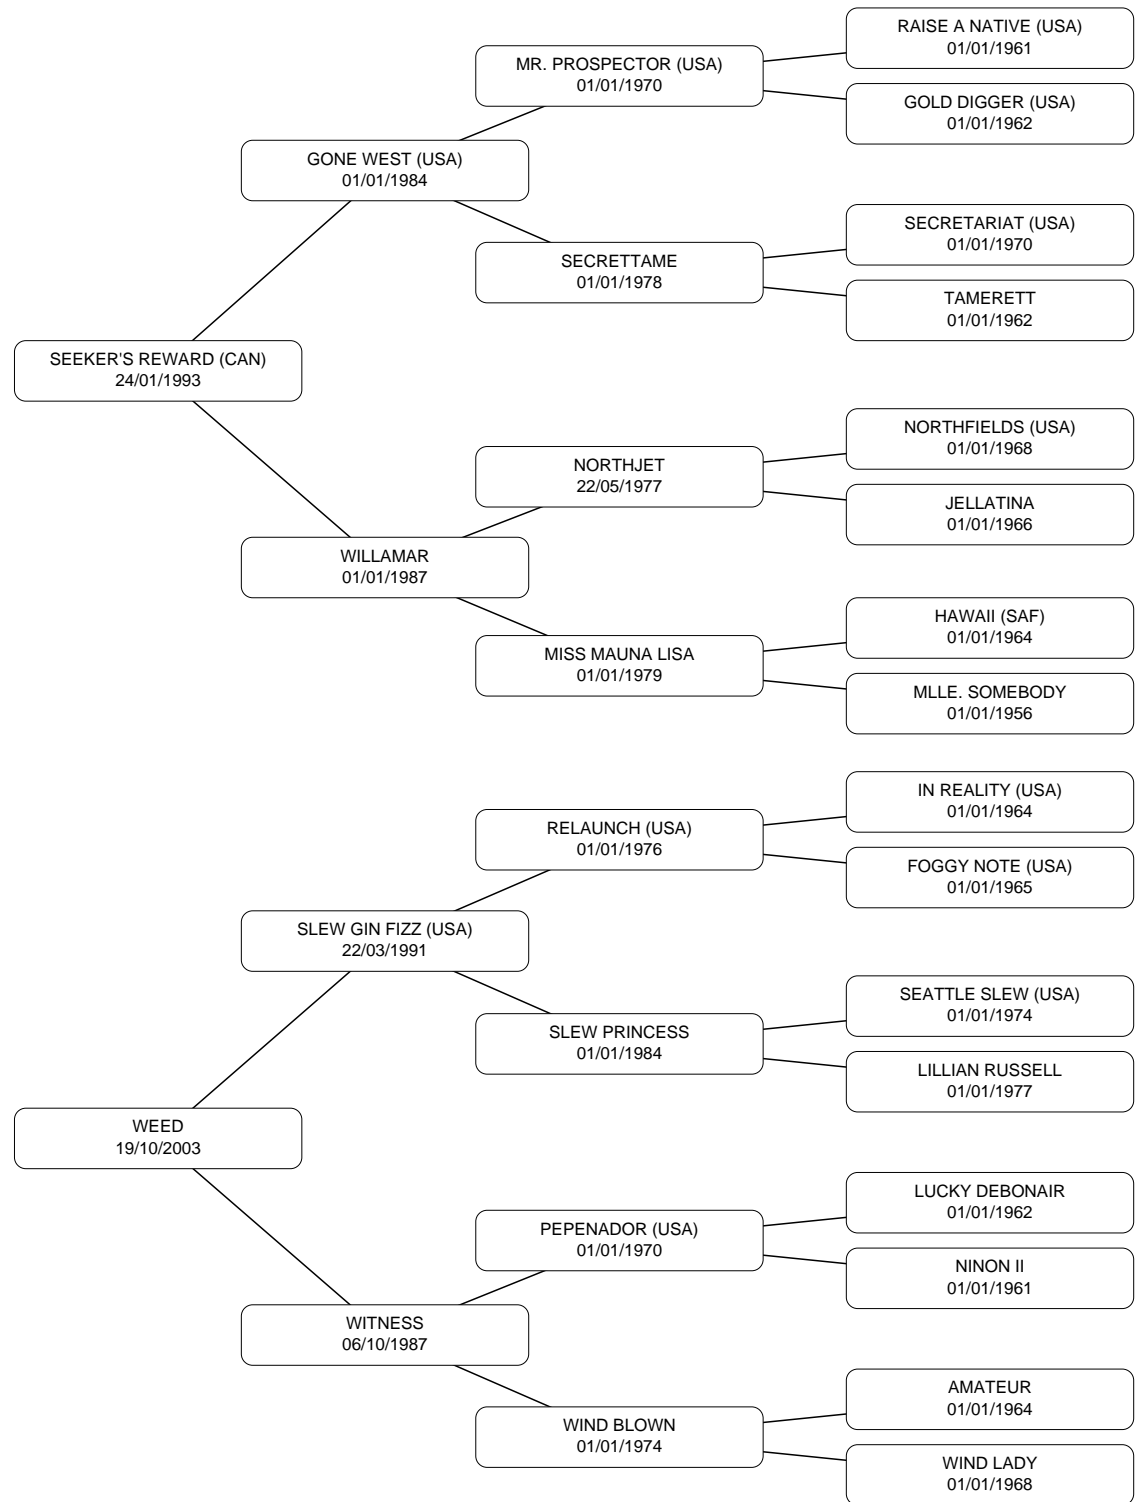 RAISE A NATIVE (USA)
01/01/1961
MR. PROSPECTOR (USA)
01/01/1970
GOLD DIGGER (USA)
01/01/1962
GONE WEST (USA)
01/01/1984
SECRETARIAT (USA)
01/01/1970
SECRETTAME
01/01/1978
TAMERETT
01/01/1962
SEEKER'S REWARD (CAN)
24/01/1993
NORTHFIELDS (USA)
01/01/1968
NORTHJET
22/05/1977
JELLATINA
01/01/1966
WILLAMAR
01/01/1987
HAWAII (SAF)
01/01/1964
MISS MAUNA LISA
01/01/1979
MLLE. SOMEBODY
01/01/1956
IN REALITY (USA)
01/01/1964
RELAUNCH (USA)
01/01/1976
FOGGY NOTE (USA)
01/01/1965
SLEW GIN FIZZ (USA)
22/03/1991
SEATTLE SLEW (USA)
01/01/1974
SLEW PRINCESS
01/01/1984
LILLIAN RUSSELL
01/01/1977
WEED
19/10/2003
LUCKY DEBONAIR
01/01/1962
PEPENADOR (USA)
01/01/1970
NINON II
01/01/1961
WITNESS
06/10/1987
AMATEUR
01/01/1964
WIND BLOWN
01/01/1974
WIND LADY
01/01/1968